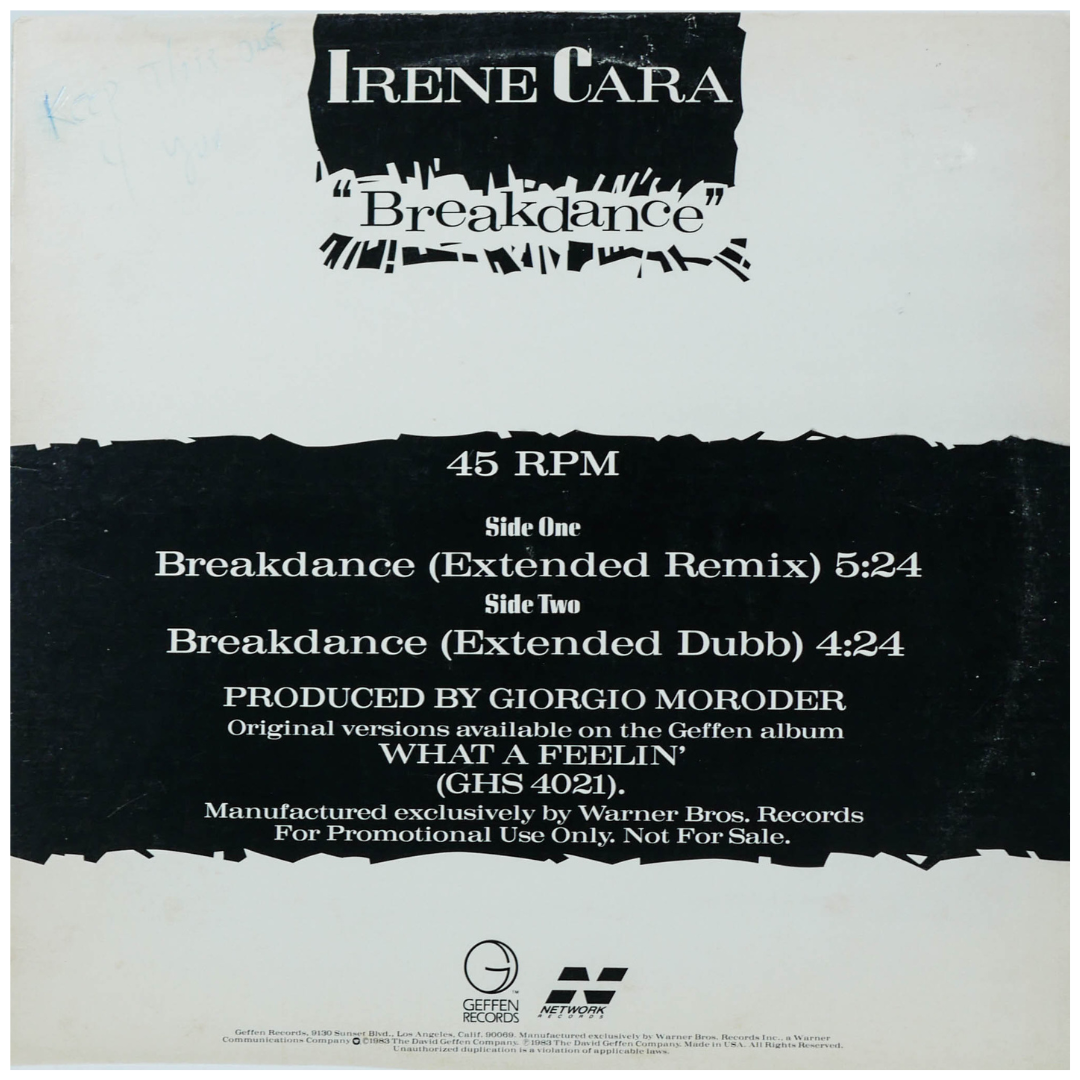 IRENE CARA
"Breakdance"
45 RPM
Side One
Breakdance (Extended Remix) 5:24
Side Two
Breakdance (Extended Dubb) 4:24
PRODUCED BY GIORGIO MORODER
Original versions available on the Geffen album
WHAT A FEELIN'
(GHS 4021).
Manufactured exclusively by Warner Bros. Records
For Promotional Use Only. Not For Sale.
GEFFEN
RECORDS
™
NETWORK
RECORDS
Geffen Records, 9130 Sunset Blvd., Los Angeles, Calif. 90069. Manufactured exclusively by Warner Bros. Records Inc., a Warner
Communications Company ©1983 The David Geffen Company. ℗1983 The David Geffen Company. Made in USA. All Rights Reserved.
Unauthorized duplication is a violation of applicable laws.